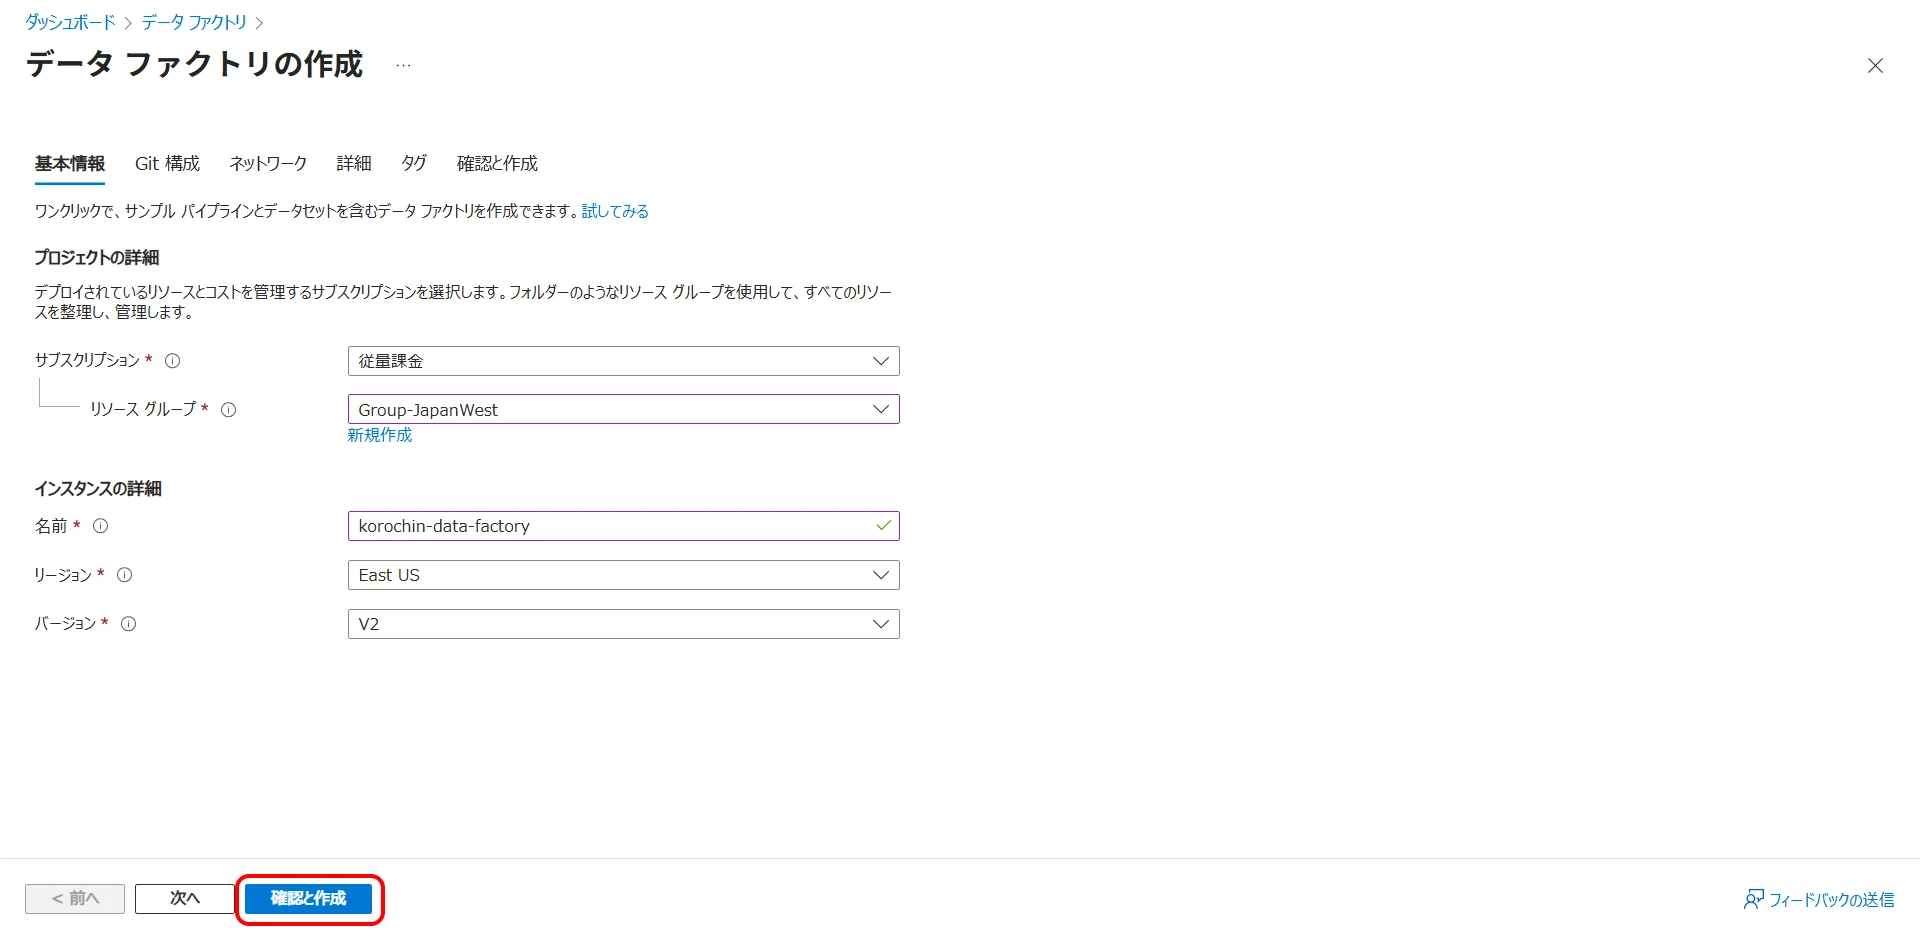 ダッシュボード > データ ファクトリ >
データ ファクトリの作成 ...
基本情報 Git 構成 ネットワーク 詳細 タグ 確認と作成
ワンクリックで、サンプル パイプラインとデータセットを含むデータ ファクトリを作成できます。試してみる
プロジェクトの詳細
デプロイされているリソースとコストを管理するサブスクリプションを選択します。フォルダーのようなリソース グループを使用して、すべてのリソー
スを整理し、管理します。
サブスクリプション * 従量課金
リソース グループ * Group-JapanWest
新規作成
インスタンスの詳細
名前 * korochin-data-factory
リージョン * East US
バージョン * V2
< 前へ 次へ 確認と作成 フィードバックの送信